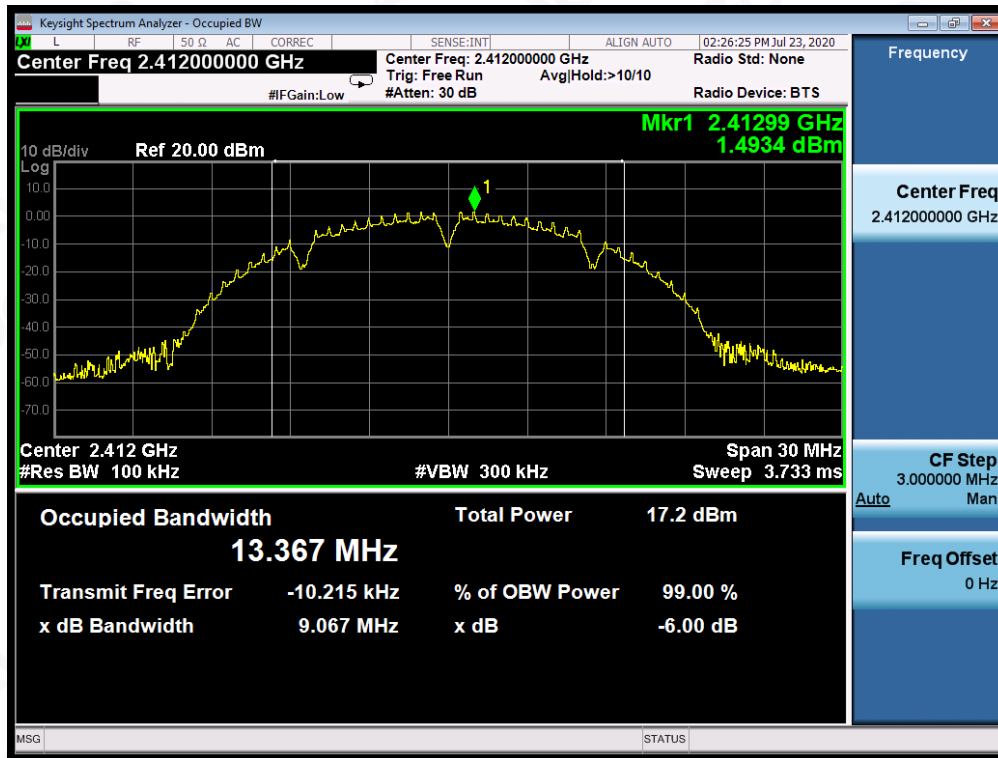 Keysight Spectrum Analyzer - Occupied BW
LXI L RF 50 Ω AC CORREC SENSE:INT ALIGN AUTO 02:26:25 PM Jul 23, 2020
Center Freq 2.412000000 GHz
Center Freq: 2.412000000 GHz
Radio Std: None
Trig: Free Run Avg|Hold:>10/10
#IFGain:Low
#Atten: 30 dB
Radio Device: BTS
Mkr1 2.41299 GHz
1.4934 dBm
10 dB/div Ref 20.00 dBm
Log
10.0
0.00
-10.0
-20.0
-30.0
-40.0
-50.0
-60.0
-70.0
1
Center 2.412 GHz Span 30 MHz
#Res BW 100 kHz #VBW 300 kHz Sweep 3.733 ms
Occupied Bandwidth Total Power 17.2 dBm
13.367 MHz
Transmit Freq Error -10.215 kHz % of OBW Power 99.00 %
x dB Bandwidth 9.067 MHz x dB -6.00 dB
MSG STATUS
Frequency
Center Freq
2.412000000 GHz
CF Step
3.000000 MHz
Auto Man
Freq Offset
0 Hz